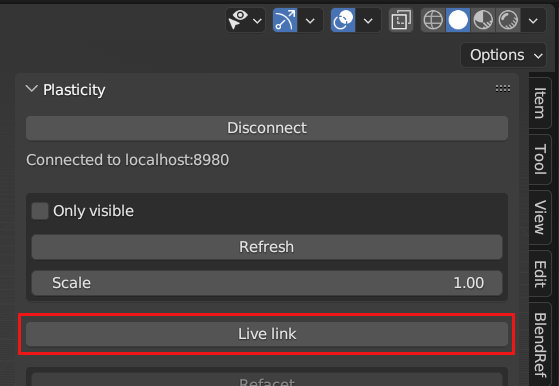 Options
Plasticity
Disconnect
Connected to localhost:8980
Only visible
Refresh
Scale 1.00
Live link
Refacet
Item
Tool
View
Edit
BlendRef